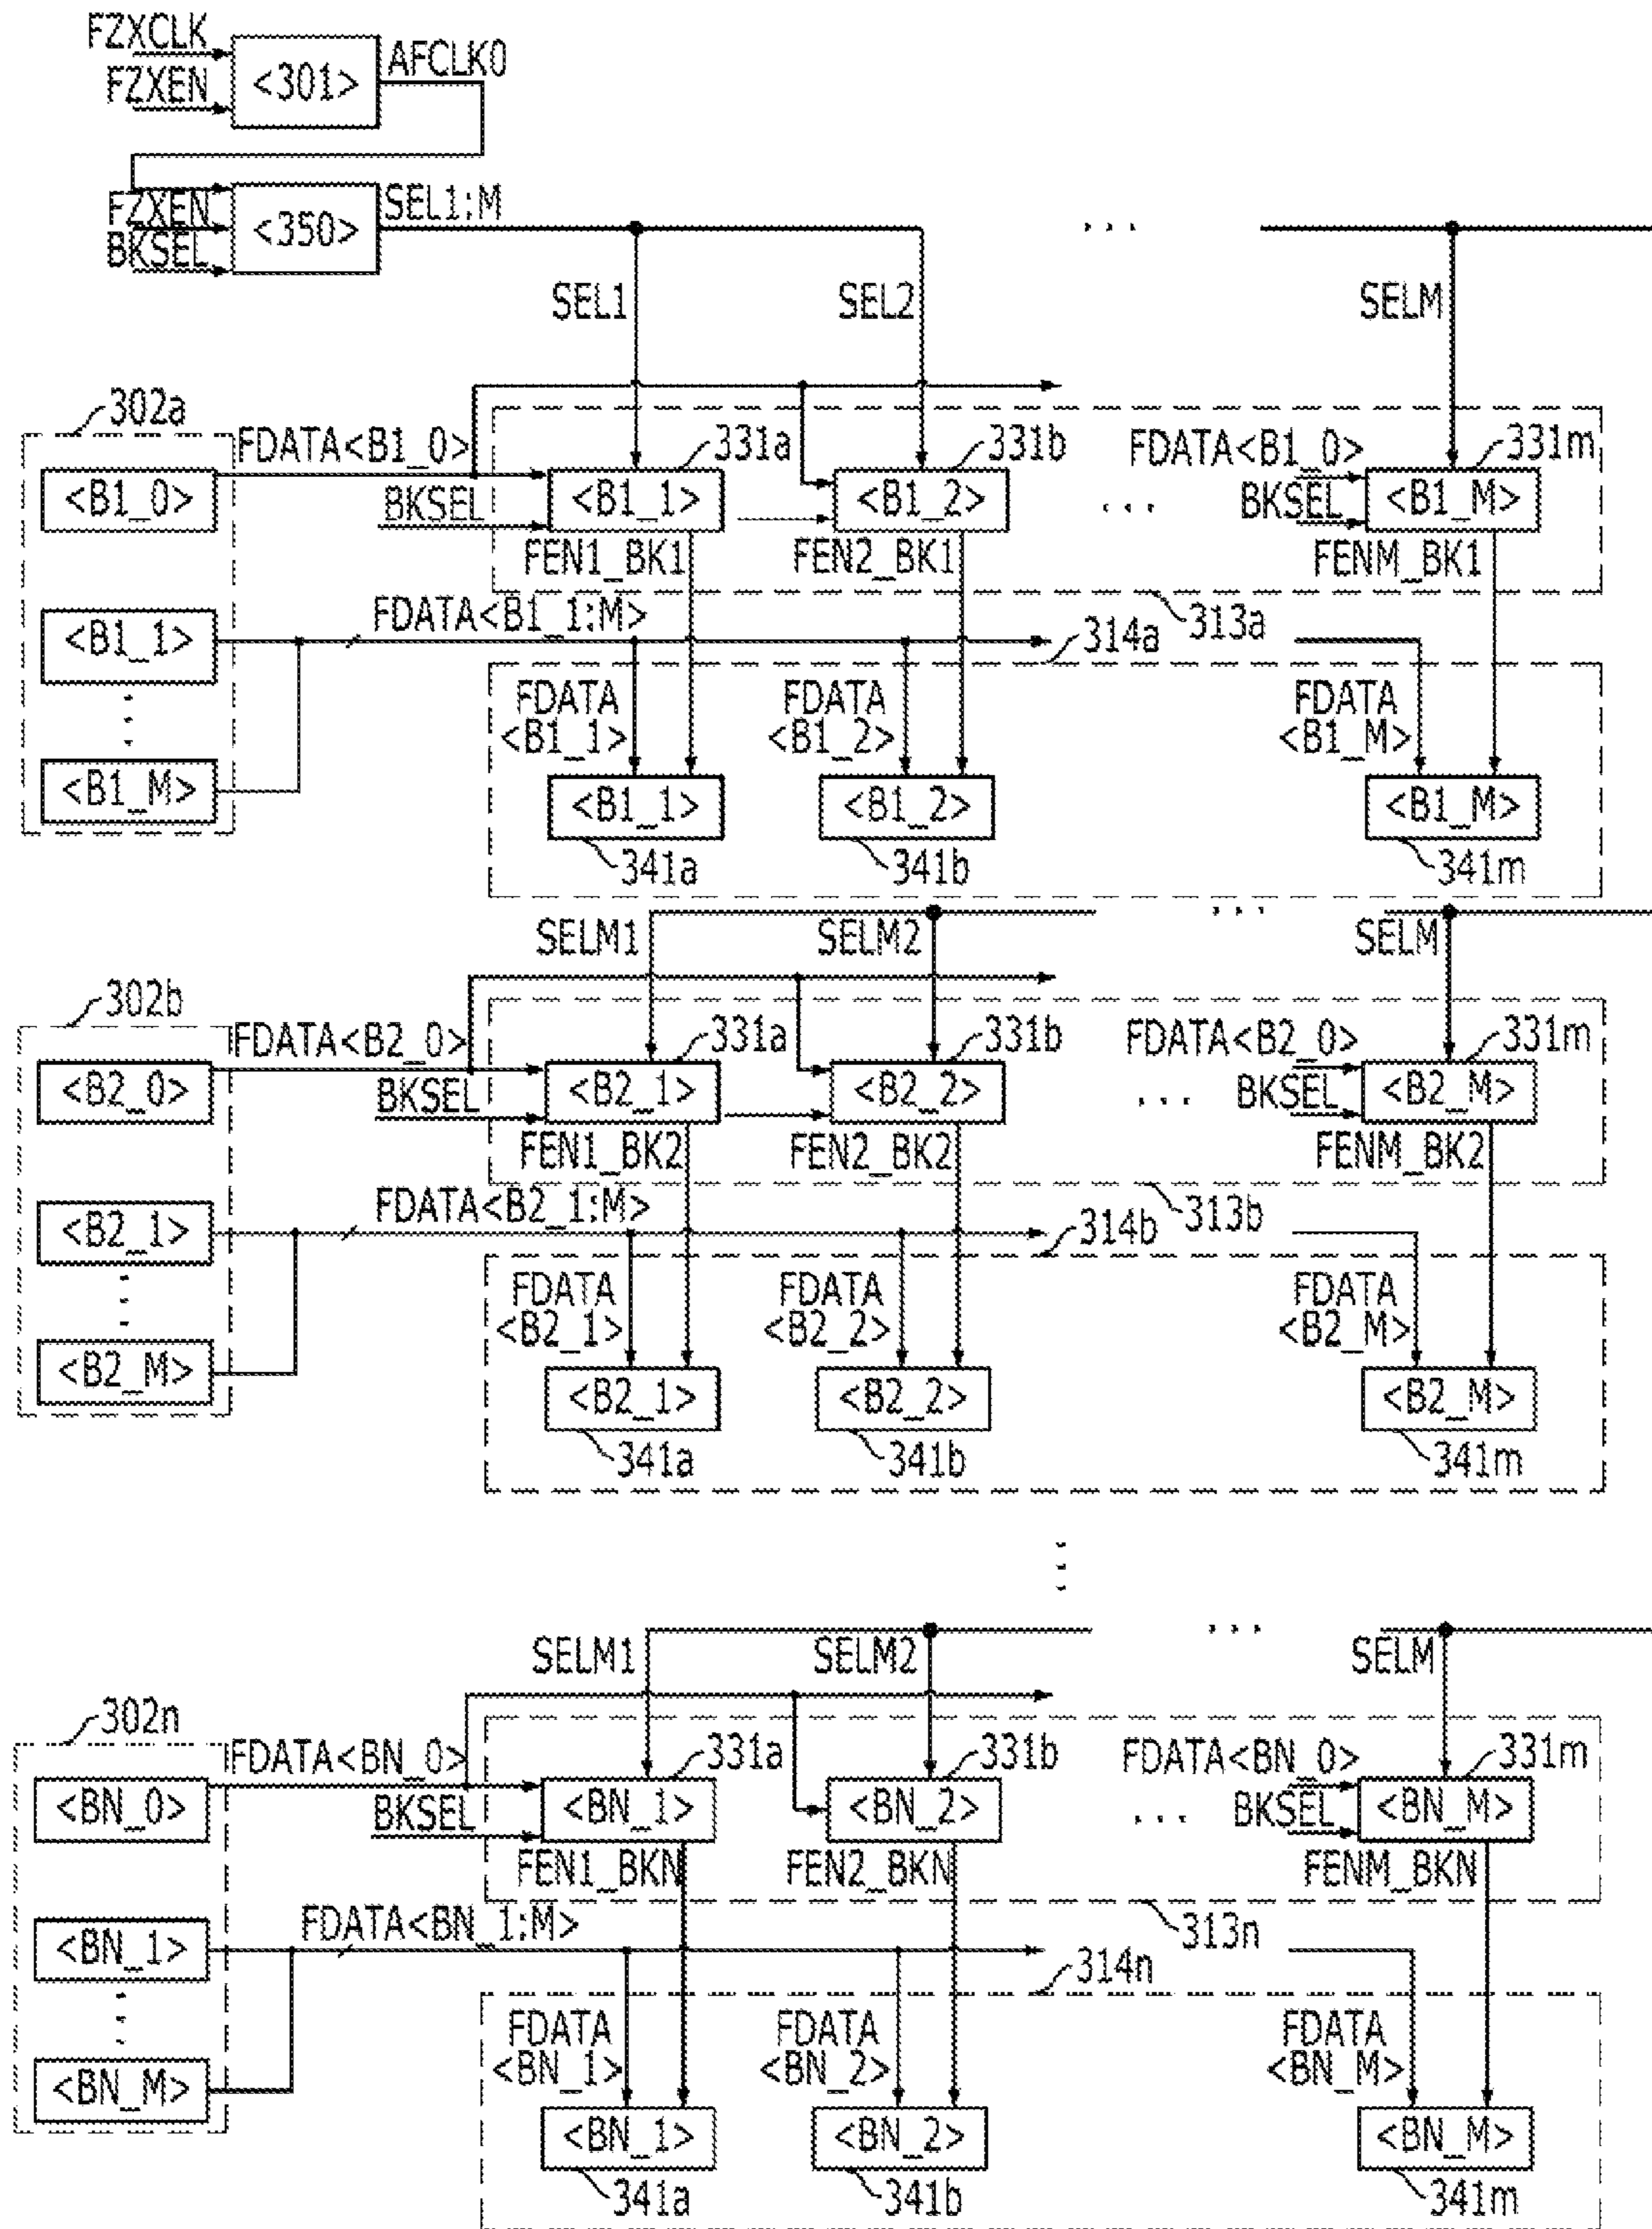 FZXCLK
FZXEN
<301>
AFCLK0
FZXEN
BKSEL
<350>
SEL1:M
. . .
SEL1
SEL2
SELM
302a
FDATA<B1_0>
331a
331b
FDATA<B1_0>
331m
<B1_0>
BKSEL
<B1_1>
<B1_2>
. . .
BKSEL
<B1_M>
FEN1_BK1
FEN2_BK1
FENM_BK1
<B1_1>
FDATA<B1_1:M>
314a
313a
FDATA
<B1_1>
FDATA
<B1_2>
FDATA
<B1_M>
<B1_M>
<B1_1>
<B1_2>
<B1_M>
341a
341b
341m
. . .
SELM1
SELM2
SELM
302b
FDATA<B2_0>
331a
331b
FDATA<B2_0>
331m
<B2_0>
BKSEL
<B2_1>
<B2_2>
. . .
BKSEL
<B2_M>
FEN1_BK2
FEN2_BK2
FENM_BK2
<B2_1>
FDATA<B2_1:M>
314b
313b
FDATA
<B2_1>
FDATA
<B2_2>
FDATA
<B2_M>
<B2_M>
<B2_1>
<B2_2>
<B2_M>
341a
341b
341m
. . .
SELM1
SELM2
SELM
302n
FDATA<BN_0>
331a
331b
FDATA<BN_0>
331m
<BN_0>
BKSEL
<BN_1>
<BN_2>
. . .
BKSEL
<BN_M>
FEN1_BKN
FEN2_BKN
FENM_BKN
<BN_1>
FDATA<BN_1:M>
314n
313n
FDATA
<BN_1>
FDATA
<BN_2>
FDATA
<BN_M>
<BN_M>
<BN_1>
<BN_2>
<BN_M>
341a
341b
341m